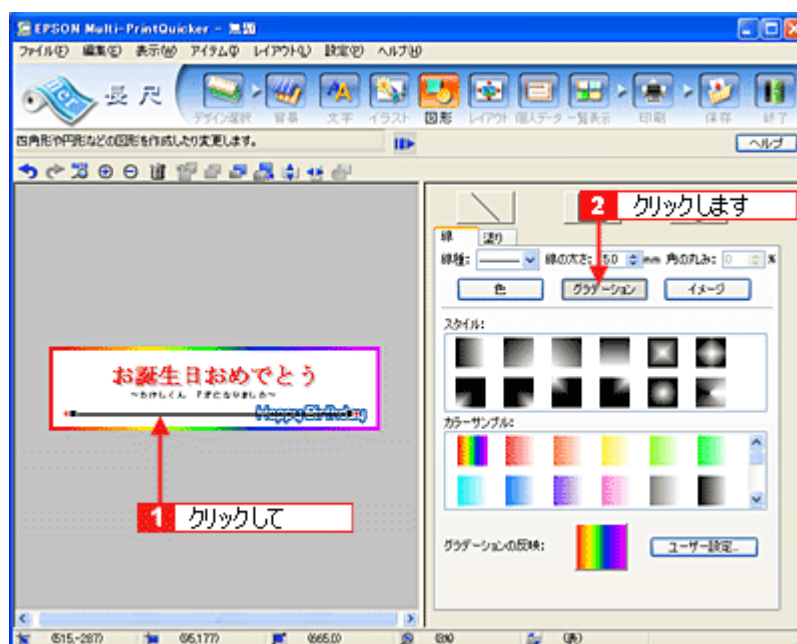 EPSON Multi-PrintQuicker - 無題
ファイル(F) 編集(E) 表示(W) アイテム(I) レイアウト(L) 設定(P) ヘルプ(H)
長尺
デザイン選択 背景 文字 イラスト 図形 レイアウト 個人データ 一覧表示 印刷 保存 終了
四角形や円形などの図形を作成したり変更します。
ヘルプ
2 クリックします
線 塗り
線種: 線の太さ: 5.0 mm 角の丸み: 0 %
色 グラデーション イメージ
スタイル:
お誕生日おめでとう
Happy Birthday
カラーサンプル:
1 クリックして
グラデーションの反映: ユーザー設定...
(515,-287) (95,177) (665,0) (表)